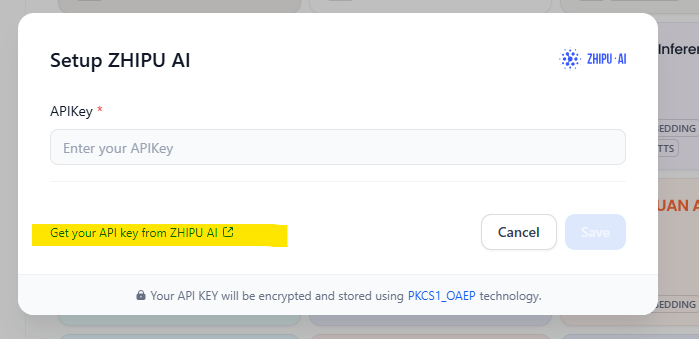 Setup ZHIPU AI
ZHIPU·AI
Inferen
APIKey *
Enter your APIKey
EDDING
TTS
UAN A
Get your API key from ZHIPU AI
Cancel
Save
Your API KEY will be encrypted and stored using PKCS1_OAEP technology.
EDDING